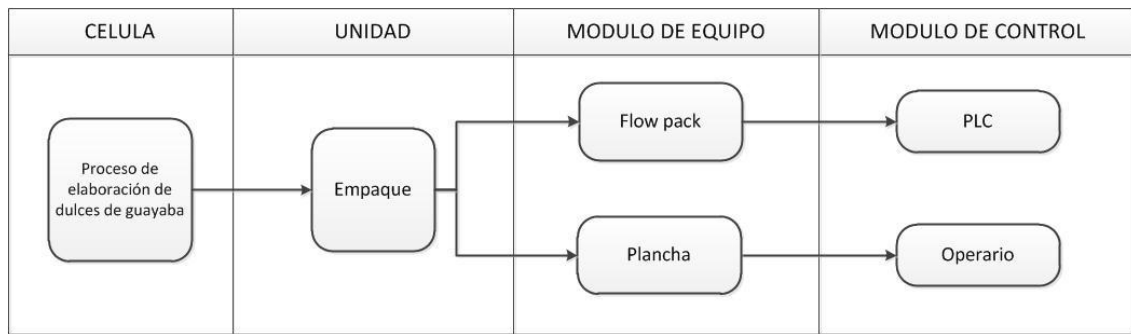 CELULA
UNIDAD
MODULO DE EQUIPO
MODULO DE CONTROL
Proceso de
elaboración de
dulces de guayaba
Empaque
Flow pack
PLC
Plancha
Operario